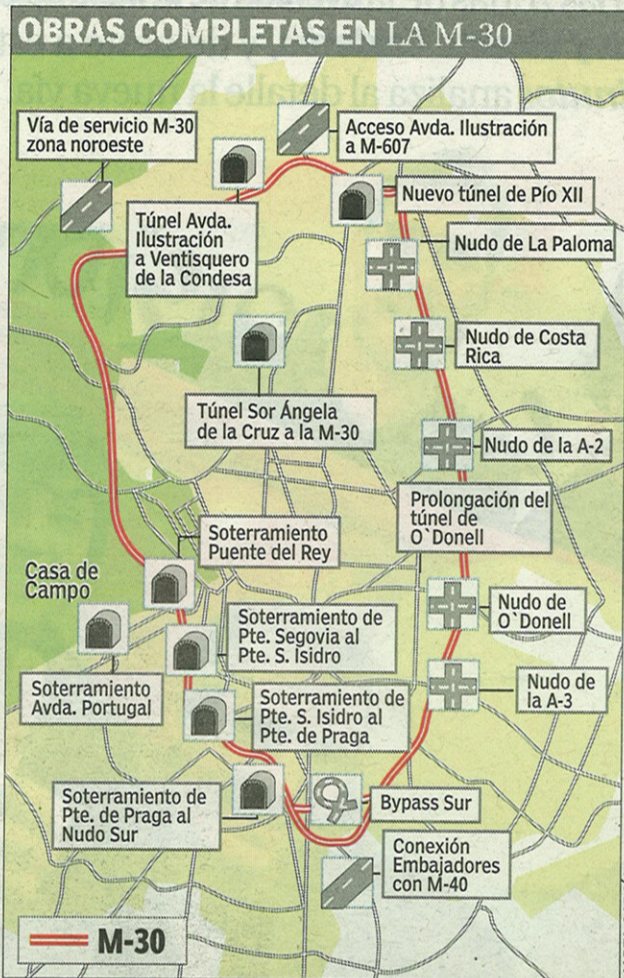 OBRAS COMPLETAS EN LA M-30
Vía de servicio M-30
zona noroeste
Acceso Avda. Ilustración
a M-607
Nuevo túnel de Pío XII
Túnel Avda.
Ilustración
a Ventisquero
de la Condesa
Nudo de La Paloma
Nudo de Costa
Rica
Túnel Sor Ángela
de la Cruz a la M-30
Nudo de la A-2
Prolongación del
túnel de
O`Donell
Soterramiento
Puente del Rey
Casa de
Campo
Nudo de
O`Donell
Soterramiento de
Pte. Segovia al
Pte. S. Isidro
Soterramiento
Avda. Portugal
Nudo de
la A-3
Soterramiento de
Pte. S. Isidro al
Pte. de Praga
Soterramiento de
Pte. de Praga al
Nudo Sur
Bypass Sur
Conexión
Embajadores
con M-40
M-30